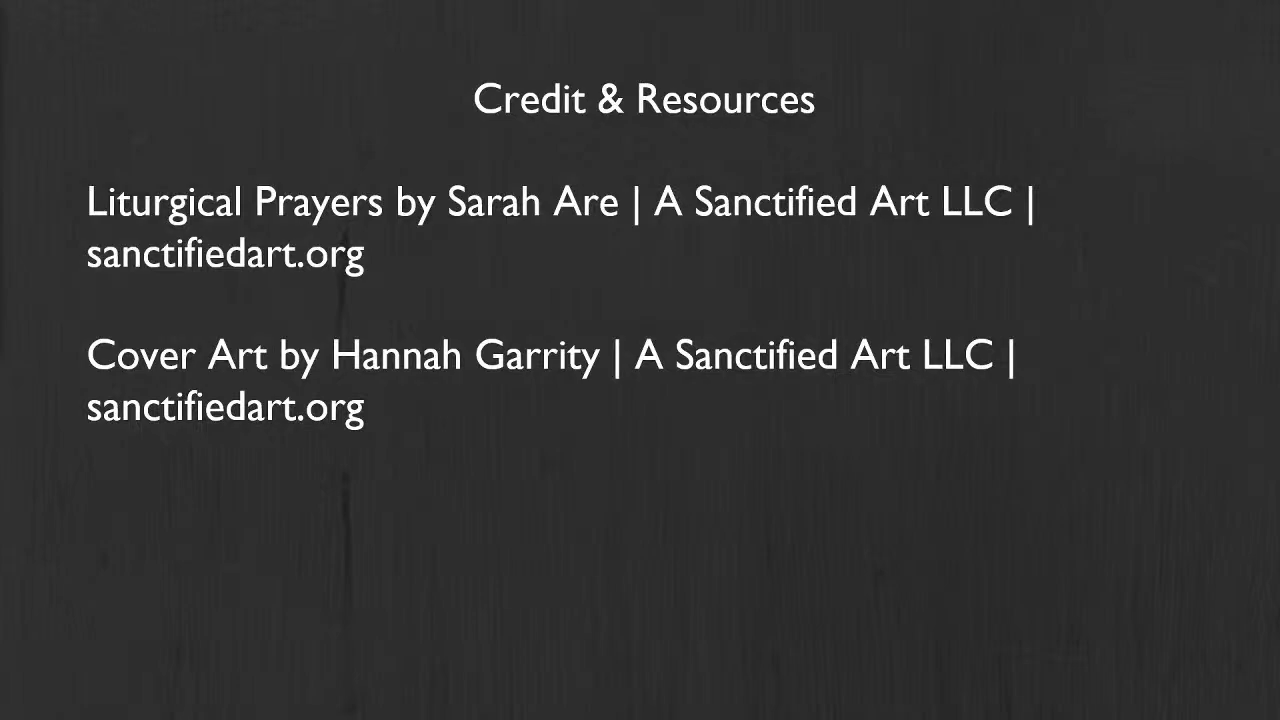 Credit & Resources
Liturgical Prayers by Sarah Are | A Sanctified Art LLC |
sanctifiedart.org
Cover Art by Hannah Garrity | A Sanctified Art LLC |
sanctifiedart.org